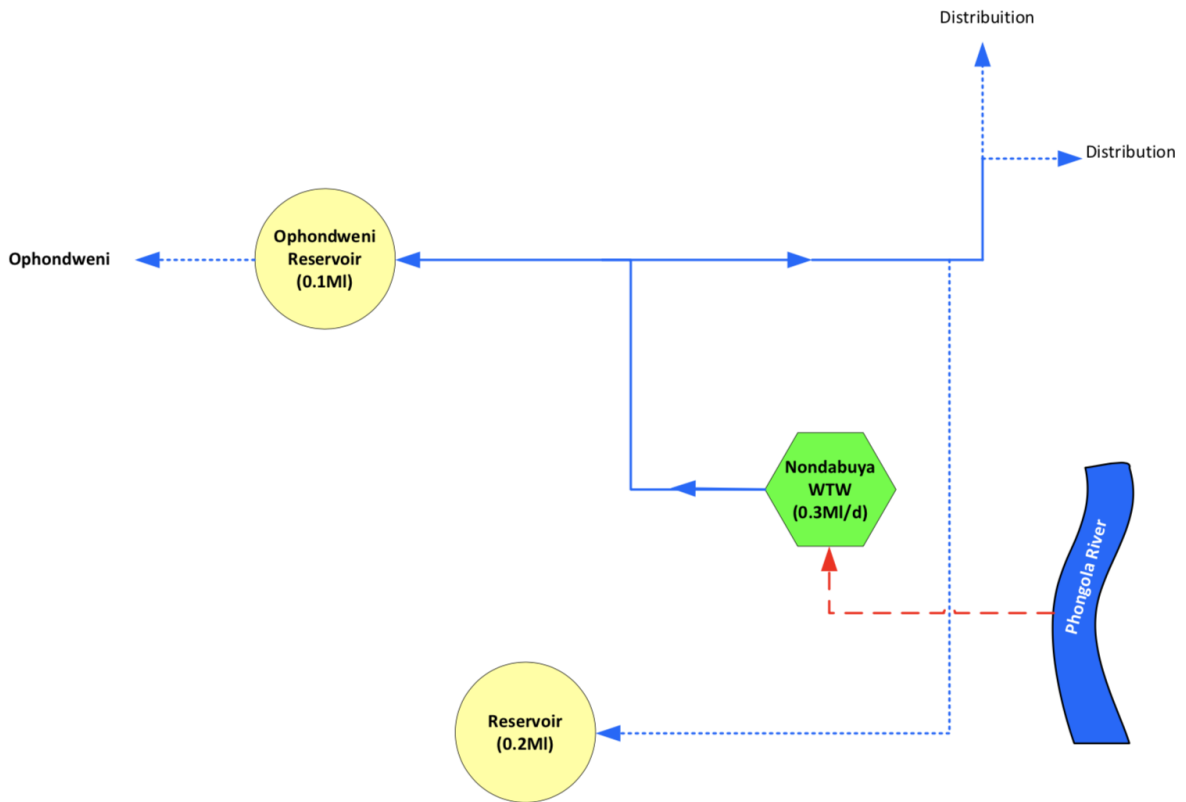 Distribuition
Distribution
Ophondweni
Ophondweni
Reservoir
(0.1Ml)
Nondabuya
WTW
(0.3Ml/d)
Phongola River
Reservoir
(0.2Ml)